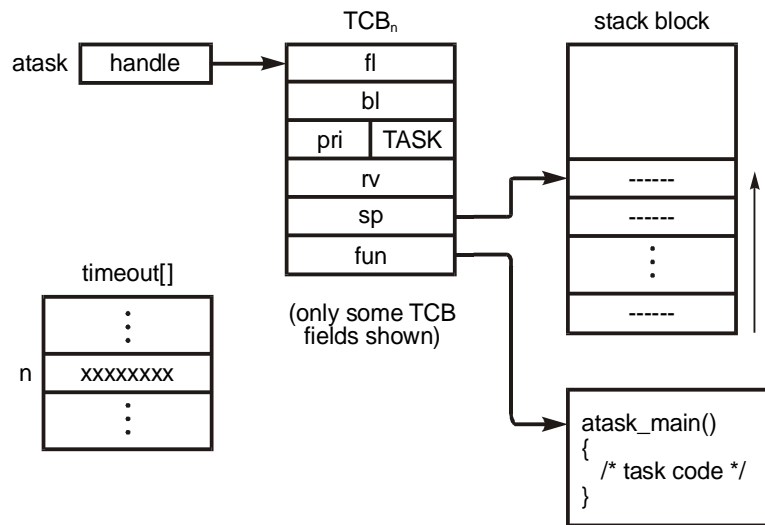 TCBn
stack block
atask
handle
fl
bl
pri
TASK
rv
------
sp
------
fun
timeout[]
(only some TCB
fields shown)
------
n
xxxxxxxx
atask_main()
{
/* task code */
}